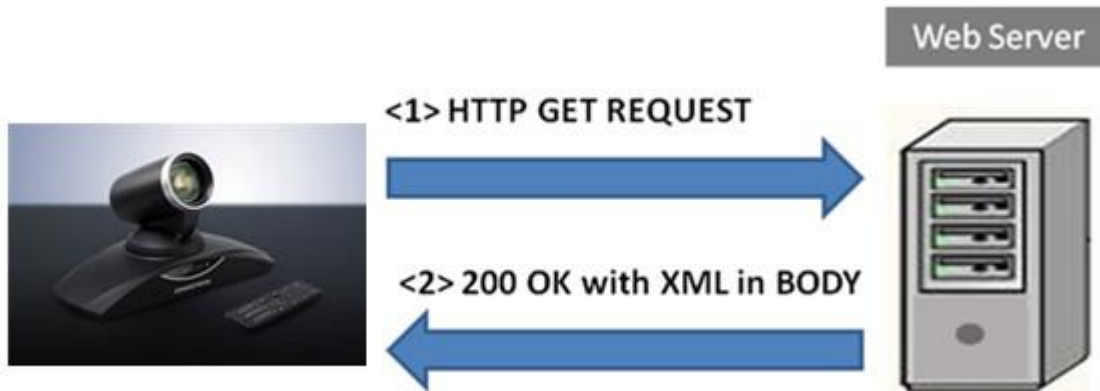 Web Server
<1> HTTP GET REQUEST
<2> 200 OK with XML in BODY